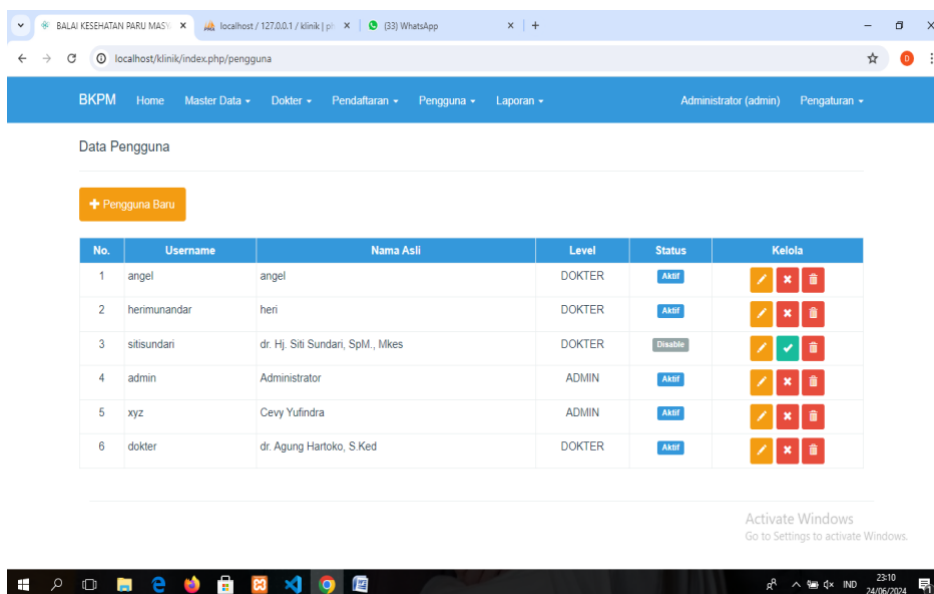 BALAI KESEHATAN PARU MASY
localhost / 127.0.0.1 / klinik | ph
(33) WhatsApp
localhost/klinik/index.php/pengguna
D
BKPM Home Master Data Dokter Pendaftaran Pengguna Laporan Administrator (admin) Pengaturan
Data Pengguna
Pengguna Baru
No. Username Nama Asli Level Status Kelola
1 angel angel DOKTER Aktif
2 herimunandar heri DOKTER Aktif
3 sitisundari dr. Hj. Siti Sundari, SpM., Mkes DOKTER Disable
4 admin Administrator ADMIN Aktif
5 xyz Cevy Yufindra ADMIN Aktif
6 dokter dr. Agung Hartoko, S.Ked DOKTER Aktif
Activate Windows
Go to Settings to activate Windows.
IND
23:10
24/06/2024